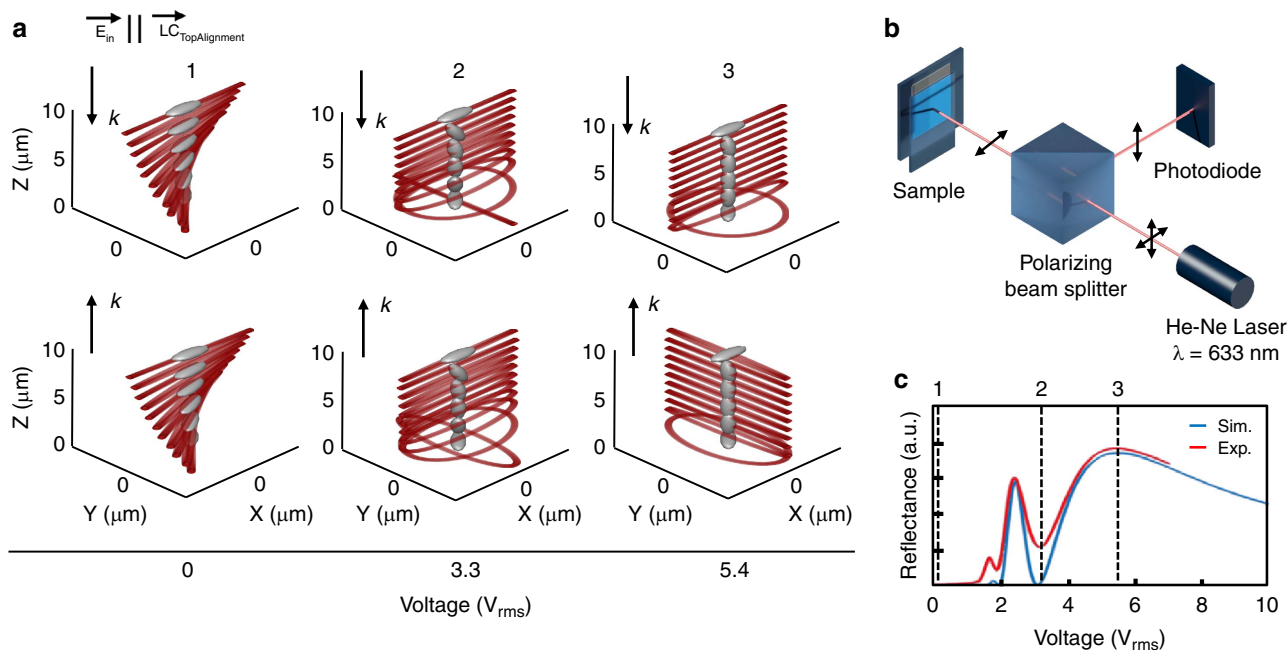 a
E_in || LC_TopAlignment
1
2
3
k
k
k
10
5
0
Z (μm)
10
5
0
10
5
0
0
0
0
0
0
0
k
k
k
10
5
0
Z (μm)
10
5
0
10
5
0
0
0
0
0
0
0
Y (μm)
X (μm)
Y (μm)
X (μm)
Y (μm)
X (μm)
0
3.3
5.4
Voltage (V_rms)
b
Sample
Photodiode
Polarizing
beam splitter
He-Ne Laser
λ = 633 nm
c
1
2
3
Sim.
Exp.
Reflectance (a.u.)
0
2
4
6
8
10
Voltage (V_rms)